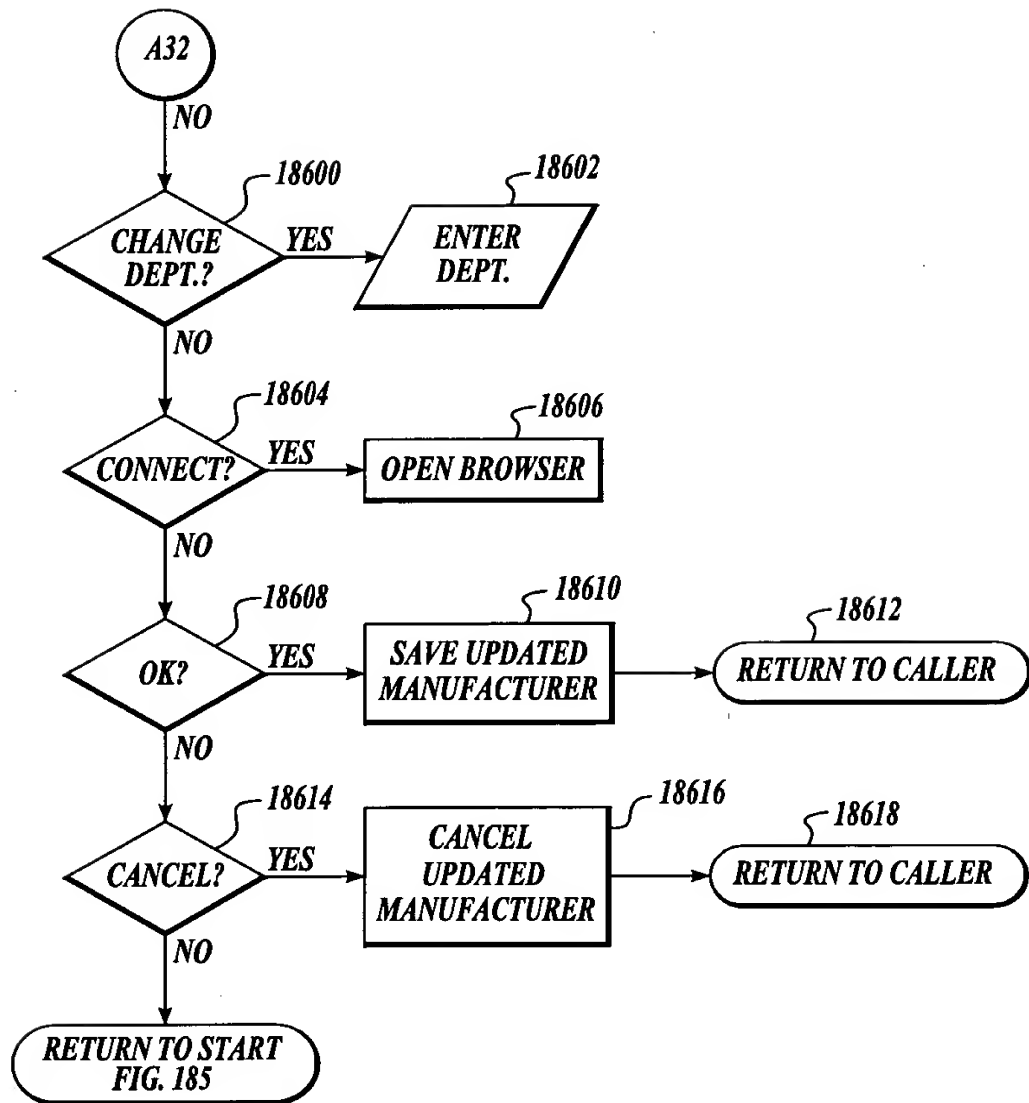 A32
NO
18600
CHANGE
DEPT.?
YES
18602
ENTER
DEPT.
NO
18604
CONNECT?
YES
18606
OPEN BROWSER
NO
18608
OK?
YES
18610
SAVE UPDATED
MANUFACTURER
18612
RETURN TO CALLER
NO
18614
CANCEL?
YES
18616
CANCEL
UPDATED
MANUFACTURER
18618
RETURN TO CALLER
NO
RETURN TO START
FIG. 185